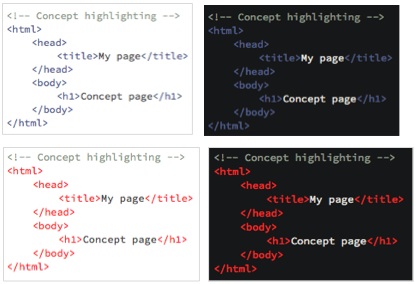 <!-- Concept highlighting -->
<html>
<head>
<title>My page</title>
</head>
<body>
<h1>Concept page</h1>
</body>
</html>
<!-- Concept highlighting -->
<html>
<head>
<title>My page</title>
</head>
<body>
<h1>Concept page</h1>
</body>
</html>
<!-- Concept highlighting -->
<html>
<head>
<title>My page</title>
</head>
<body>
<h1>Concept page</h1>
</body>
</html>
<!-- Concept highlighting -->
<html>
<head>
<title>My page</title>
</head>
<body>
<h1>Concept page</h1>
</body>
</html>